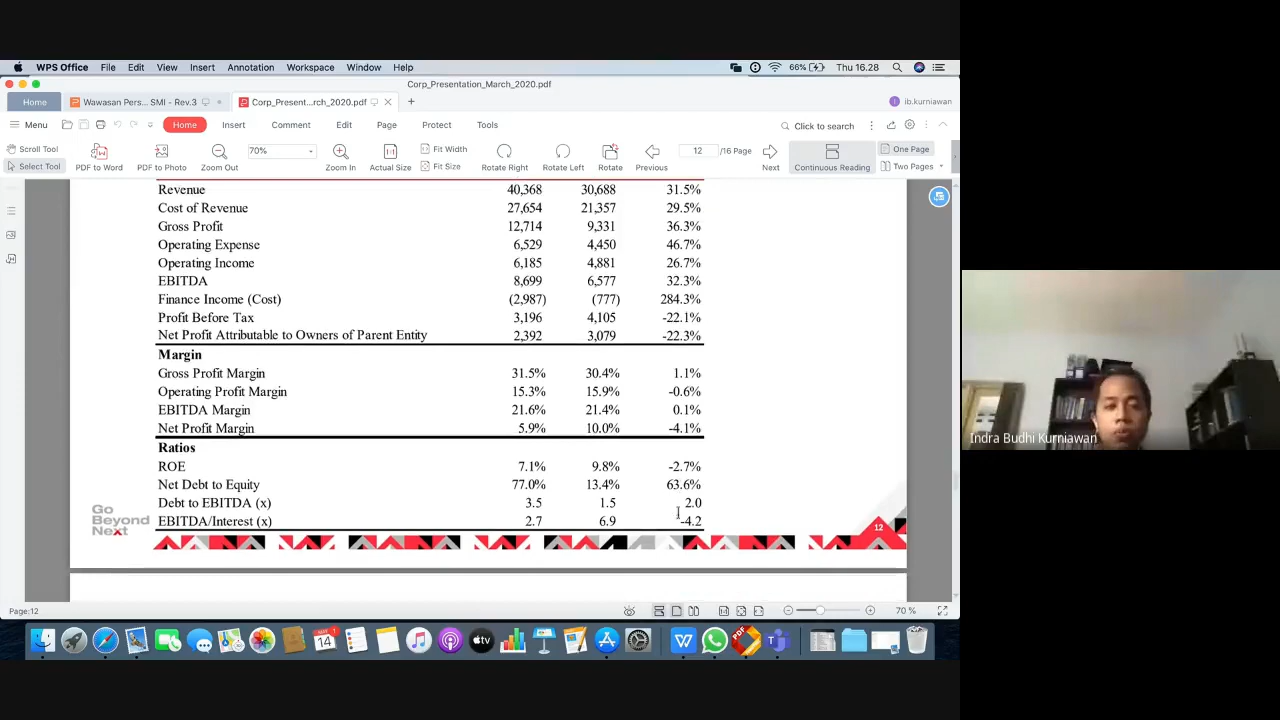 WPS Office File Edit View Insert Annotation Workspace Window Help 66% Thu 16.28
Corp_Presentation_March_2020.pdf
Home Wawasan Pers... SMI - Rev.3 Corp_Present...rch_2020.pdf ib.kurniawan
Menu Home Insert Comment Edit Page Protect Tools Click to search
Scroll Tool
Select Tool
PDF to Word PDF to Photo Zoom Out 70% Zoom In Actual Size Fit Width Fit Size Rotate Right Rotate Left Rotate Previous 12 /16 Page Next Continuous Reading One Page Two Pages
Revenue 40,368 30,688 31.5%
Cost of Revenue 27,654 21,357 29.5%
Gross Profit 12,714 9,331 36.3%
Operating Expense 6,529 4,450 46.7%
Operating Income 6,185 4,881 26.7%
EBITDA 8,699 6,577 32.3%
Finance Income (Cost) (2,987) (777) 284.3%
Profit Before Tax 3,196 4,105 -22.1%
Net Profit Attributable to Owners of Parent Entity 2,392 3,079 -22.3%
Margin
Gross Profit Margin 31.5% 30.4% 1.1%
Operating Profit Margin 15.3% 15.9% -0.6%
EBITDA Margin 21.6% 21.4% 0.1%
Net Profit Margin 5.9% 10.0% -4.1%
Ratios
ROE 7.1% 9.8% -2.7%
Net Debt to Equity 77.0% 13.4% 63.6%
Debt to EBITDA (x) 3.5 1.5 2.0
EBITDA/Interest (x) 2.7 6.9 -4.2
Go
Beyond
Next
12
Page:12 70 %
Indra Budhi Kurniawan
14
tv
PDF